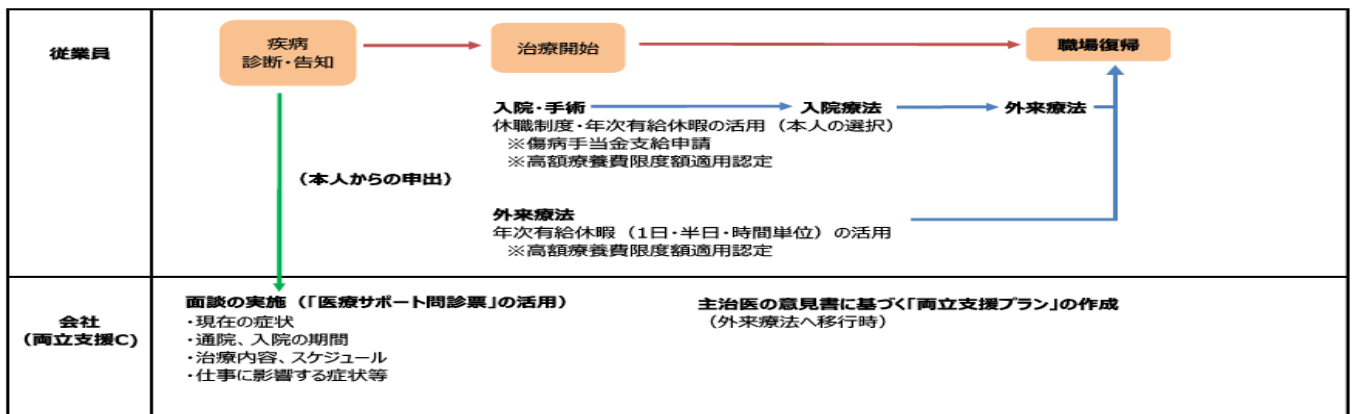 従業員
疾病
診断・告知
治療開始
職場復帰
入院・手術
入院療法
外来療法
休職制度・年次有給休暇の活用（本人の選択）
※傷病手当金支給申請
※高額療養費限度額適用認定
（本人からの申出）
外来療法
年次有給休暇（1日・半日・時間単位）の活用
※高額療養費限度額適用認定
会社
(両立支援C)
面談の実施（「医療サポート問診票」の活用）
・現在の症状
・通院、入院の期間
・治療内容、スケジュール
・仕事に影響する症状等
主治医の意見書に基づく「両立支援プラン」の作成
（外来療法へ移行時）